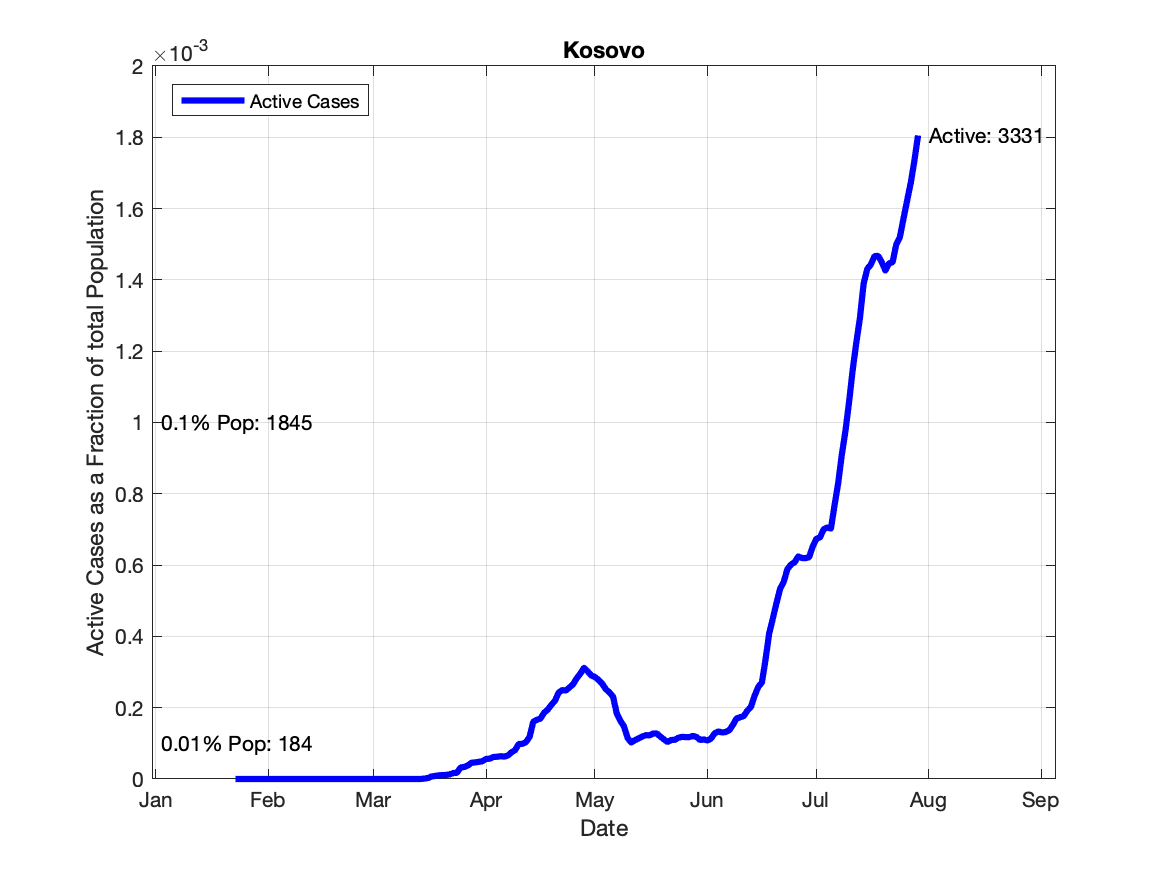 Kosovo
×10-3
Active Cases
2
1.8
1.6
1.4
1.2
1
0.8
0.6
0.4
0.2
0
Active Cases as a Fraction of total Population
Active: 3331
0.1% Pop: 1845
0.01% Pop: 184
Jan Feb Mar Apr May Jun Jul Aug Sep
Date